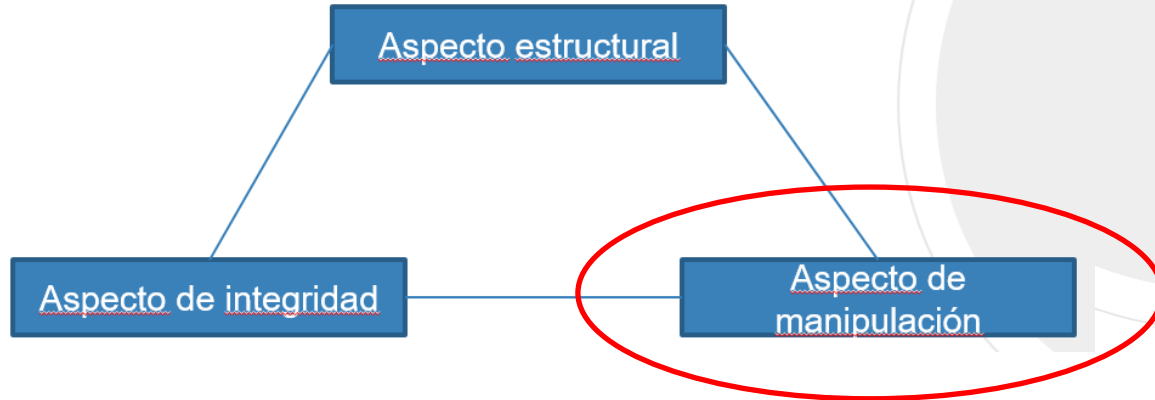 Aspecto estructural
Aspecto de integridad
Aspecto de
manipulación